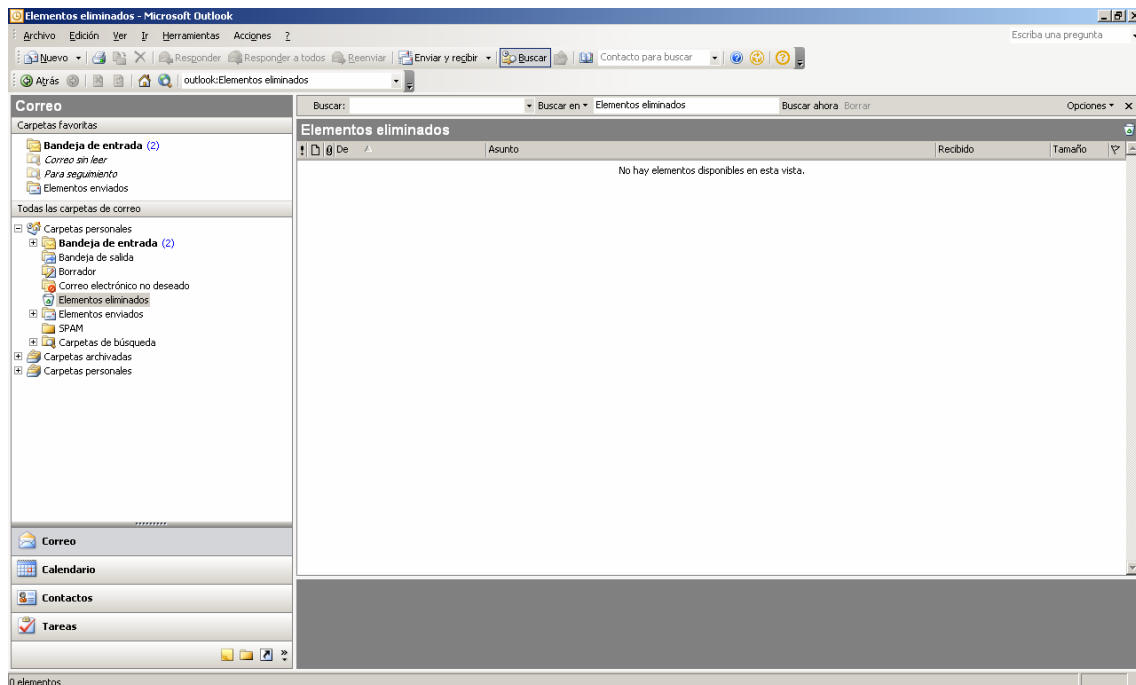 Elementos eliminados - Microsoft Outlook
Archivo Edición Ver Ir Herramientas Acciones ?
Escriba una pregunta
Nuevo Responder Responder a todos Reenviar Enviar y recibir Buscar Contacto para buscar
Atrás outlook:Elementos eliminados
Correo
Buscar: Buscar en Elementos eliminados Buscar ahora Borrar Opciones
Carpetas favoritas
Bandeja de entrada (2)
Correo sin leer
Para seguimiento
Elementos enviados
Todas las carpetas de correo
Carpetas personales
Bandeja de entrada (2)
Bandeja de salida
Borrador
Correo electrónico no deseado
Elementos eliminados
Elementos enviados
SPAM
Carpetas de búsqueda
Carpetas archivadas
Carpetas personales
Elementos eliminados
De Asunto Recibido Tamaño
No hay elementos disponibles en esta vista.
Correo
Calendario
Contactos
Tareas
0 elementos